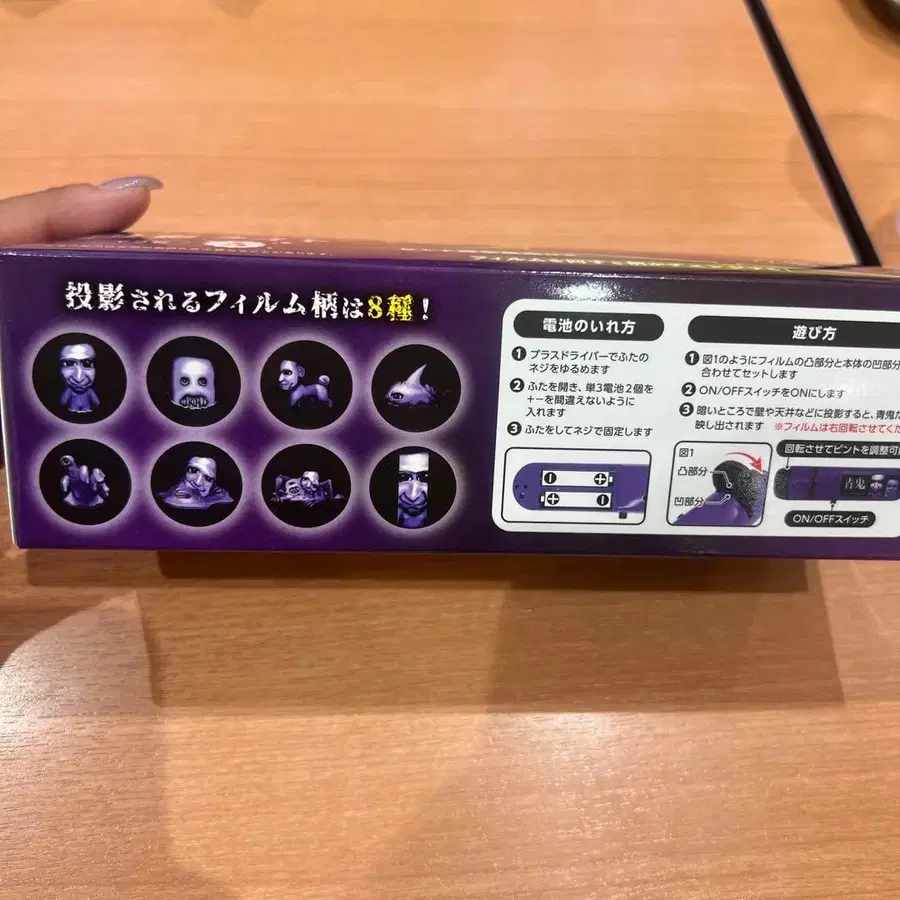 投影されるフィルム柄は8種！
電池のいれ方
❶ プラスドライバーでふたの
ネジをゆるめます
❷ ふたを開き、単3電池2個を
+−を間違えないように
入れます
❸ ふたをしてネジで固定します
遊び方
❶ 図1のようにフィルムの凸部分と本体の凹部分
合わせてセットします
❷ ON/OFFスイッチをONにします
❸ 暗いところで壁や天井などに投影すると、青鬼た
映し出されます ※フィルムは右回転させてくだ
図1
凸部分
凹部分
回転させてピントを調整可
青鬼
ON/OFFスイッチ